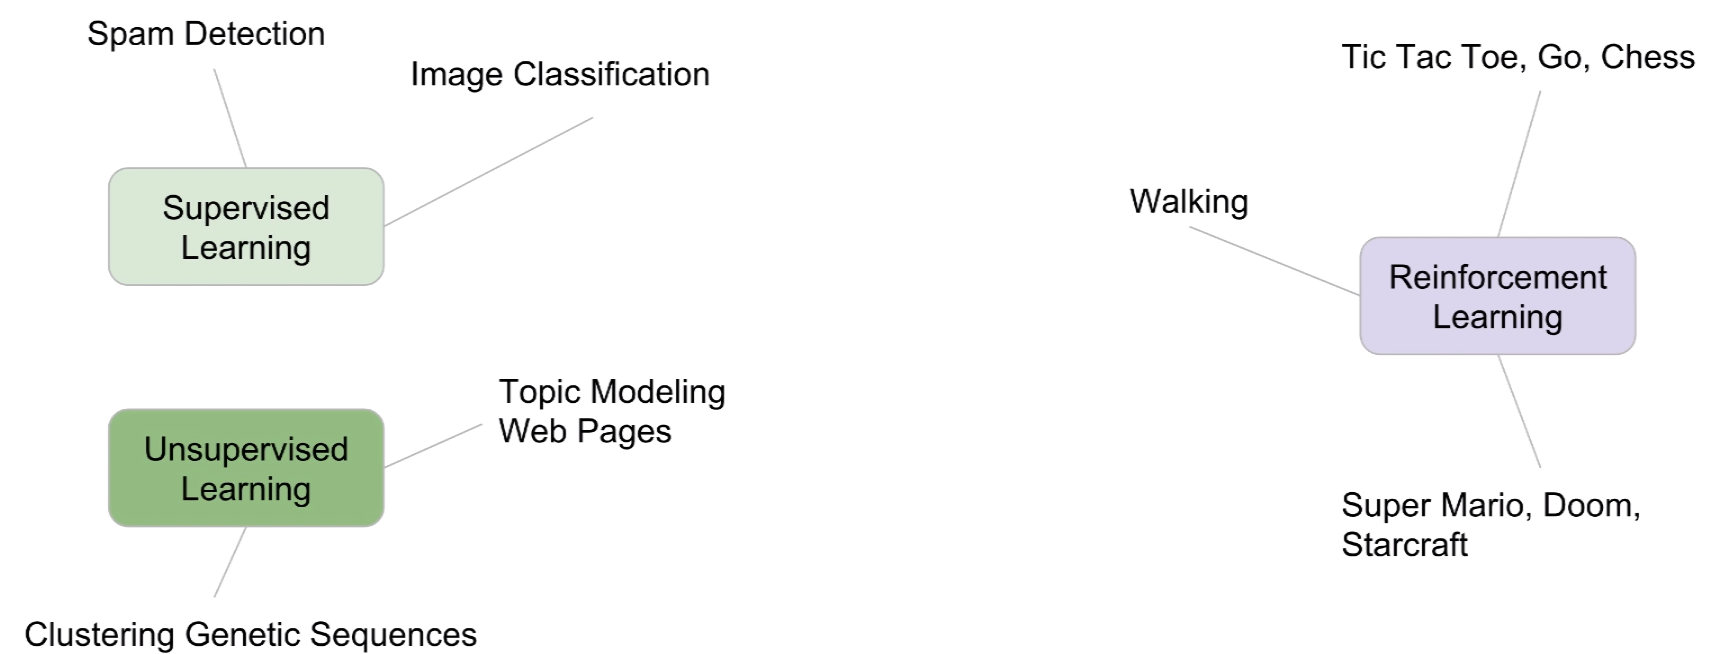 Spam Detection
Image Classification
Supervised
Learning
Unsupervised
Learning
Topic Modeling
Web Pages
Clustering Genetic Sequences
Tic Tac Toe, Go, Chess
Walking
Reinforcement
Learning
Super Mario, Doom,
Starcraft